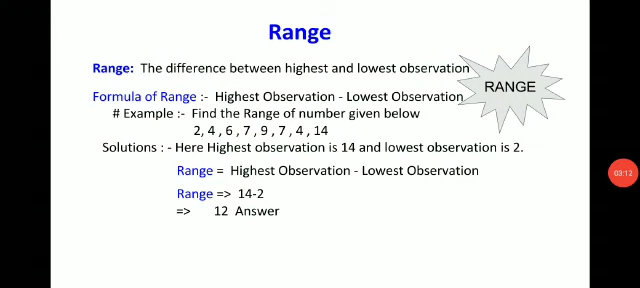 Range
Range: The difference between highest and lowest observation
RANGE
Formula of Range :- Highest Observation - Lowest Observation
# Example :- Find the Range of number given below
2, 4 , 6 , 7 , 9 , 7 , 4 , 14
Solutions : - Here Highest observation is 14 and lowest observation is 2.
Range = Highest Observation - Lowest Observation
Range => 14-2
=> 12 Answer
03:12